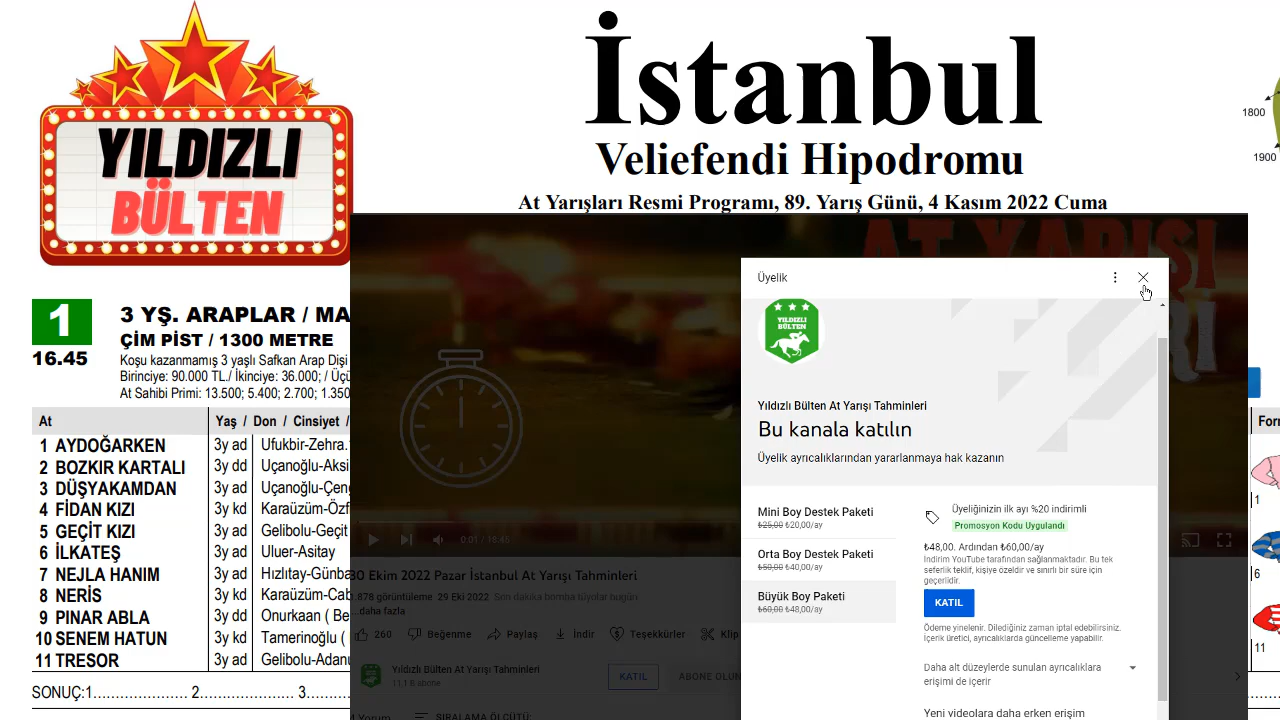 YILDIZLI
BÜLTEN
İstanbul
Veliefendi Hipodromu
At Yarışları Resmi Programı, 89. Yarış Günü, 4 Kasım 2022 Cuma
1800
1900
1
16.45
3 YŞ. ARAPLAR / MA
ÇİM PİST / 1300 METRE
Koşu kazanmamış 3 yaşlı Safkan Arap Dişi
Birinciye: 90.000 TL./ İkinciye: 36.000; / Üçü
At Sahibi Primi: 13.500; 5.400; 2.700; 1.350
At Yaş / Don / Cinsiyet /
1 AYDOĞARKEN 3y ad Ufukbir-Zehra.
2 BOZKIR KARTALI 3y dd Uçanoğlu-Aksi
3 DÜŞYAKAMDAN 3y ad Uçanoğlu-Çeng
4 FİDAN KIZI 3y kd Karaüzüm-Özf
5 GEÇİT KIZI 3y ad Gelibolu-Geçit
6 İLKATEŞ 3y ad Uluer-Asitay
7 NEJLA HANIM 3y ad Hızlıtay-Günba
8 NERİS 3y kd Karaüzüm-Cab
9 PINAR ABLA 3y dd Onurkaan ( Be
10 SENEM HATUN 3y kd Tamerinoğlu (
11 TRESOR 3y ad Gelibolu-Adanu
SONUÇ:1..................... 2...................... 3..........
AT YARIŞI
0:01 / 16:45
30 Ekim 2022 Pazar İstanbul At Yarışı Tahminleri
1.878 görüntüleme 29 Eki 2022 Son dakika bomba tüyolar bugün
...daha fazla
260 Beğenme Paylaş İndir Teşekkürler Klip
Yıldızlı Bülten At Yarışı Tahminleri
11,1 B abone
KATIL
ABONE OLUN
Yorum SIRALAMA ÖLÇÜTÜ
Üyelik
YILDIZLI
BÜLTEN
Yıldızlı Bülten At Yarışı Tahminleri
Bu kanala katılın
Üyelik ayrıcalıklarından yararlanmaya hak kazanın
Mini Boy Destek Paketi
₺25,00 ₺20,00/ay
Orta Boy Destek Paketi
₺50,00 ₺40,00/ay
Büyük Boy Paketi
₺60,00 ₺48,00/ay
Üyeliğinizin ilk ayı %20 indirimli
Promosyon Kodu Uygulandı
₺48,00. Ardından ₺60,00/ay
İndirim YouTube tarafından sağlanmaktadır. Bu tek
seferlik teklif, kişiye özeldir ve sınırlı bir süre için
geçerlidir.
KATIL
Ödeme yinelenir. Dilediğiniz zaman iptal edebilirsiniz.
İçerik üretici, ayrıcalıklarda güncelleme yapabilir.
Daha alt düzeylerde sunulan ayrıcalıklara
erişimi de içerir
Yeni videolara daha erken erişim
Forn
1
6
11